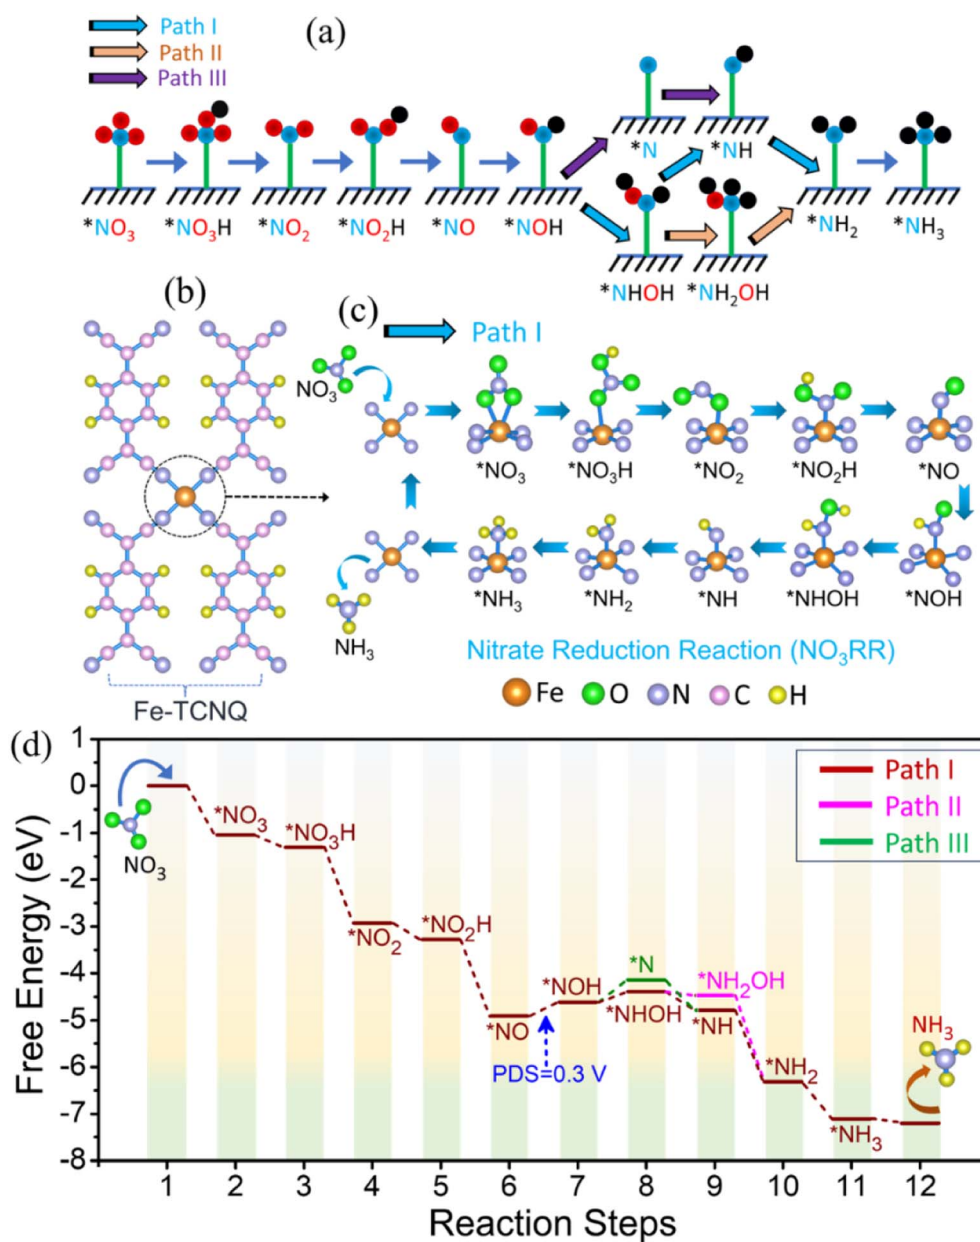 (a)
Path I
Path II
Path III
*N
*NH
*NO₃
*NO₃H
*NO₂
*NO₂H
*NO
*NOH
*NH₂
*NH₃
*NHOH
*NH₂OH
(b)
(c)
Path I
NO₃
*NO₃
*NO₃H
*NO₂
*NO₂H
*NO
*NH₃
*NH₂
*NH
*NHOH
*NOH
NH₃
Nitrate Reduction Reaction (NO₃RR)
Fe
O
N
C
H
Fe-TCNQ
(d)
Free Energy (eV)
1
0
-1
-2
-3
-4
-5
-6
-7
-8
NO₃
*NO₃
*NO₃H
*NO₂
*NO₂H
*NO
*NOH
*N
*NHOH
*NH₂OH
*NH
*NH₂
*NH₃
NH₃
PDS=0.3 V
Path I
Path II
Path III
1 2 3 4 5 6 7 8 9 10 11 12
Reaction Steps